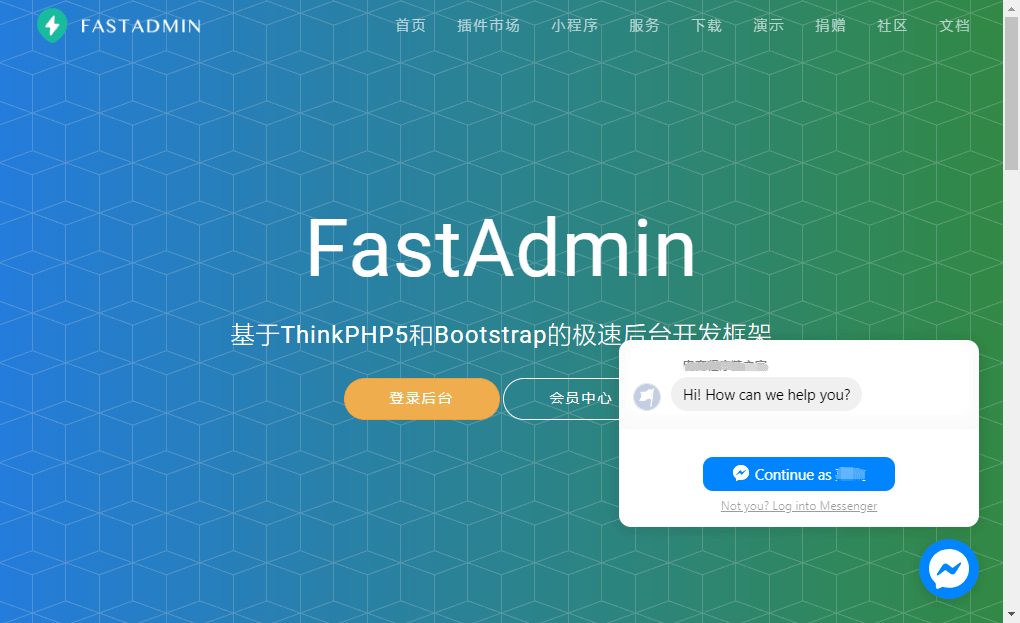 FASTADMIN
首页 插件市场 小程序 服务 下载 演示 捐赠 社区 文档
FastAdmin
基于ThinkPHP5和Bootstrap的极速后台开发框架
登录后台
会员中心
Hi! How can we help you?
Continue as
Not you? Log into Messenger